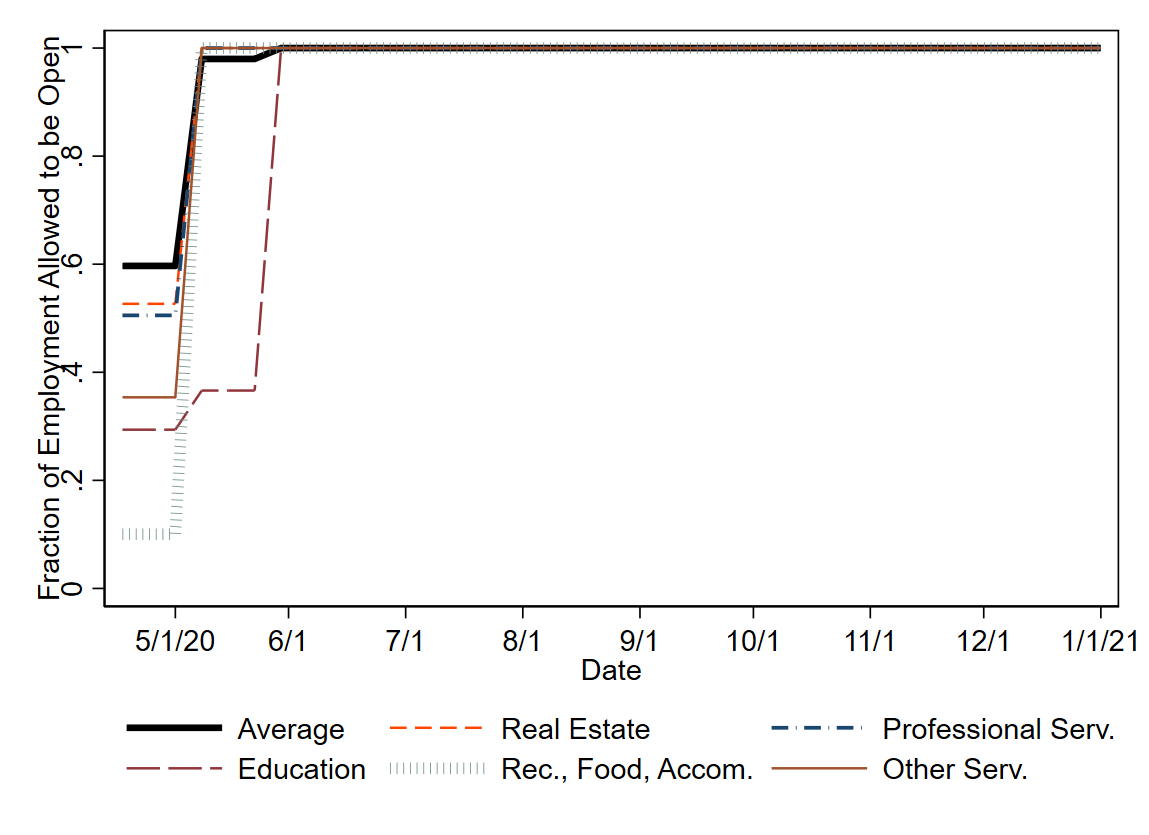 Fraction of Employment Allowed to be Open
1
.8
.6
.4
.2
0
5/1/20 6/1 7/1 8/1 9/1 10/1 11/1 12/1 1/1/21
Date
Average Real Estate Professional Serv.
Education Rec., Food, Accom. Other Serv.